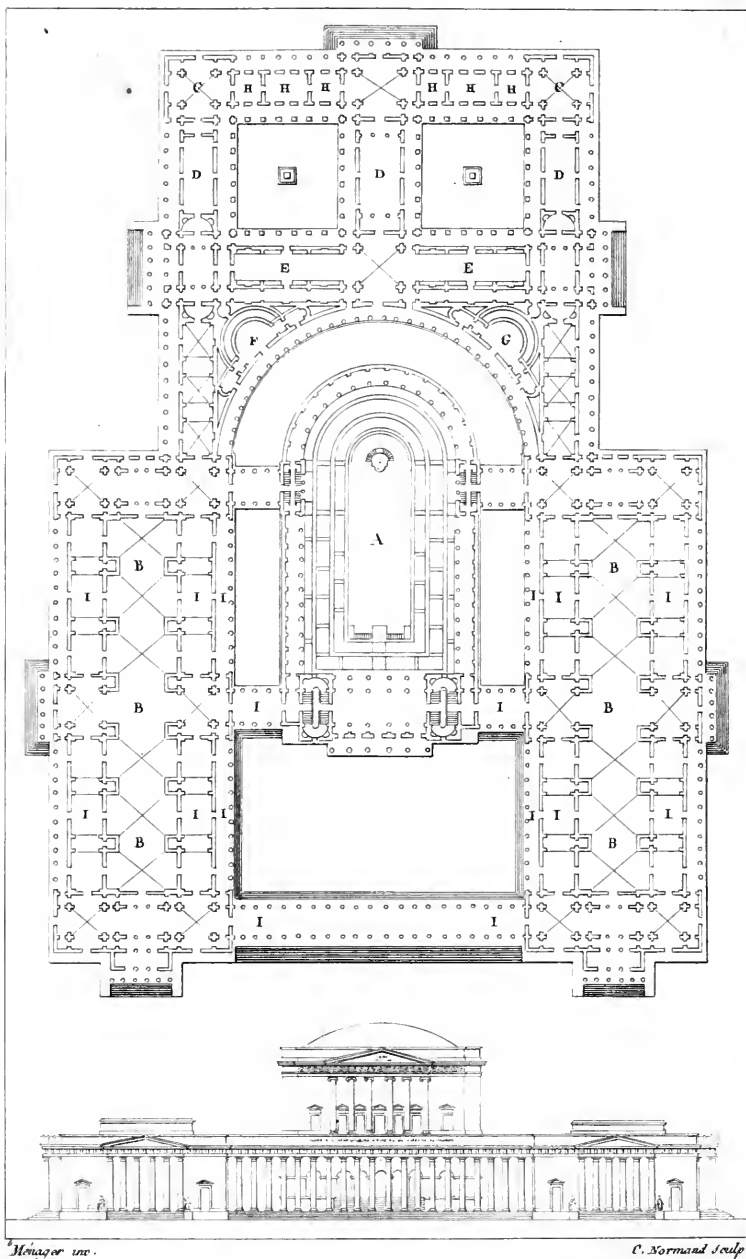 C H H H H H H C
D D D
E E
F G
A
B B
I I I I I I
B B
I I
I I I I I I
B B
I I
Ménager inv. C. Normand Sculp.